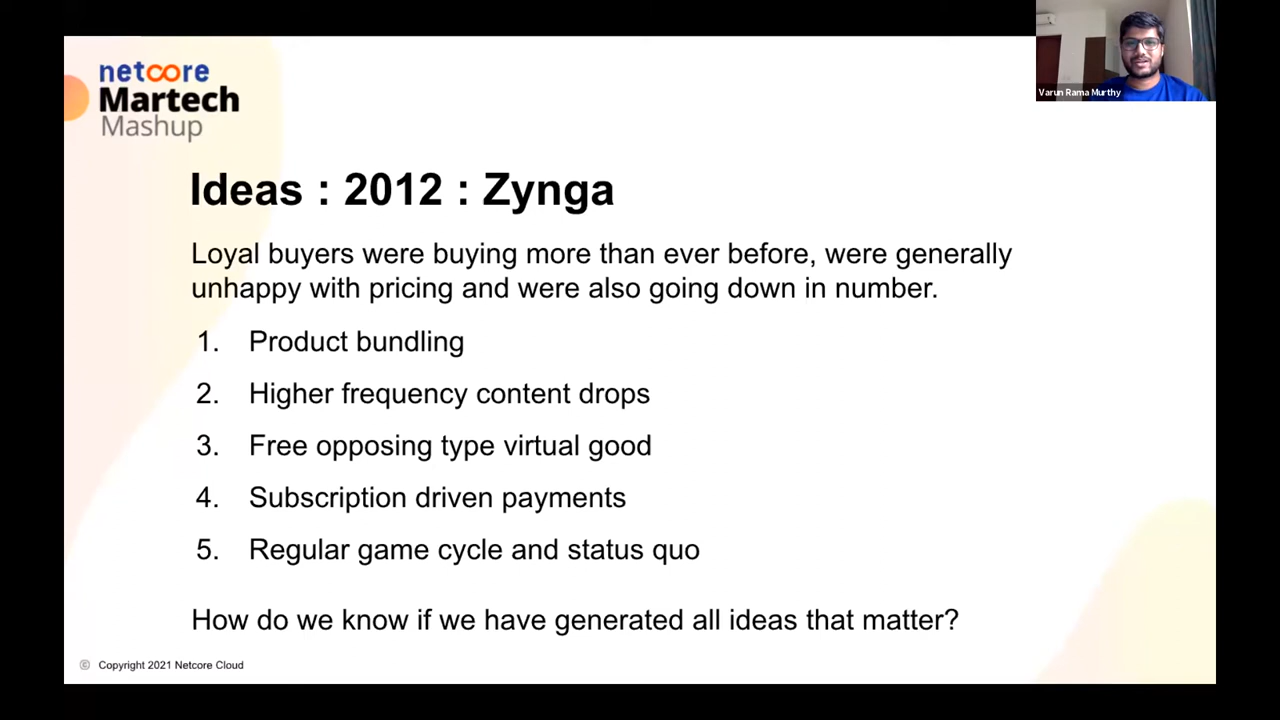 netcore
Martech
Mashup
Varun Rama Murthy
Ideas : 2012 : Zynga
Loyal buyers were buying more than ever before, were generally
unhappy with pricing and were also going down in number.
1. Product bundling
2. Higher frequency content drops
3. Free opposing type virtual good
4. Subscription driven payments
5. Regular game cycle and status quo
How do we know if we have generated all ideas that matter?
© Copyright 2021 Netcore Cloud